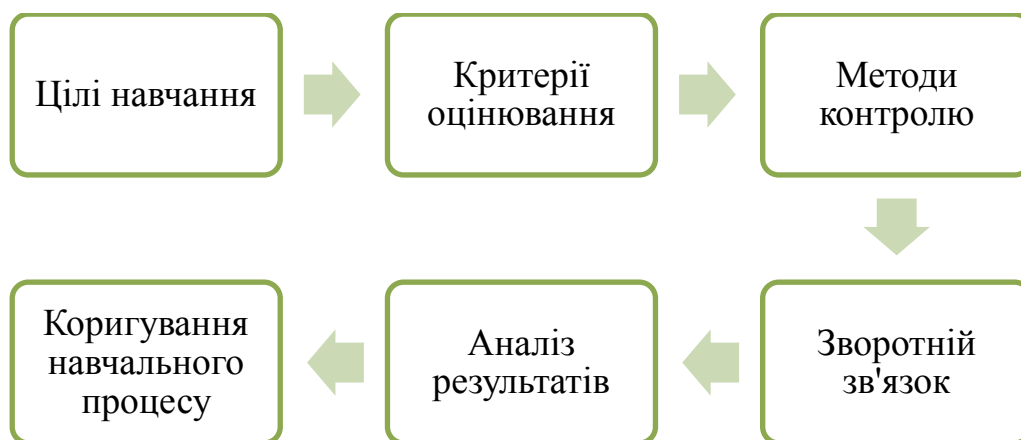 Цілі навчання
Критерії
оцінювання
Методи
контролю
Зворотній
зв'язок
Аналіз
результатів
Коригування
навчального
процесу